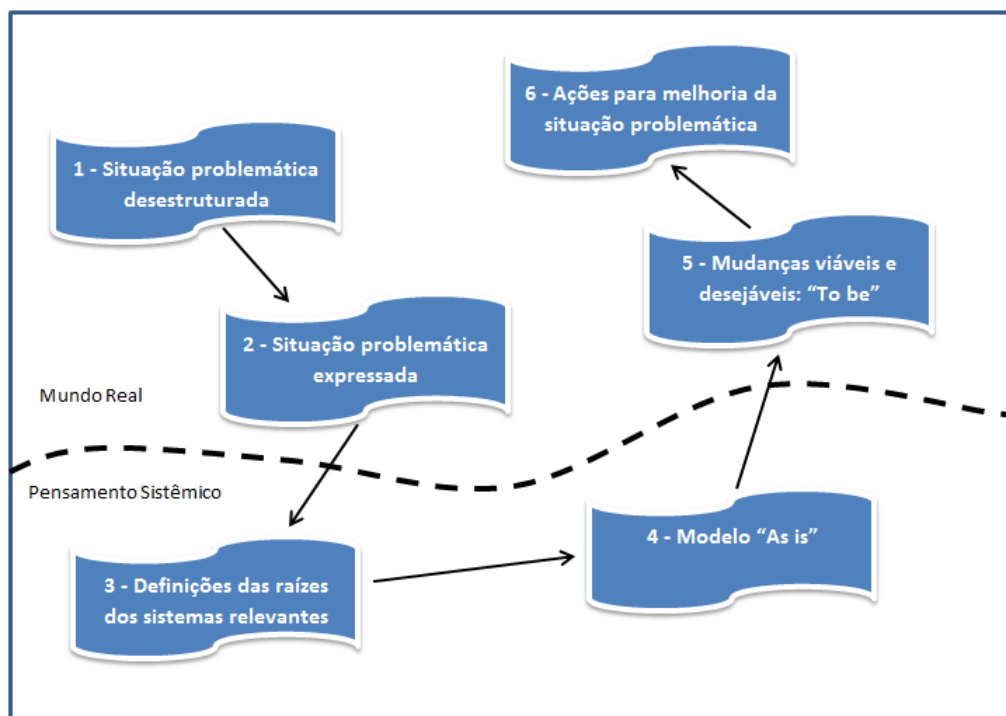 1 - Situação problemática
desestruturada
2 - Situação problemática
expressada
Mundo Real
Pensamento Sistêmico
3 - Definições das raízes
dos sistemas relevantes
4 - Modelo “As is”
5 - Mudanças viáveis e
desejáveis: “To be”
6 - Ações para melhoria da
situação problemática